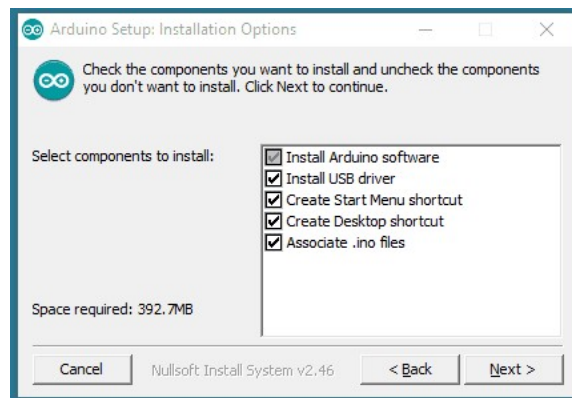 Arduino Setup: Installation Options
Check the components you want to install and uncheck the components
you don't want to install. Click Next to continue.
Select components to install:
Install Arduino software
Install USB driver
Create Start Menu shortcut
Create Desktop shortcut
Associate .ino files
Space required: 392.7MB
Cancel
Nullsoft Install System v2.46
< Back
Next >